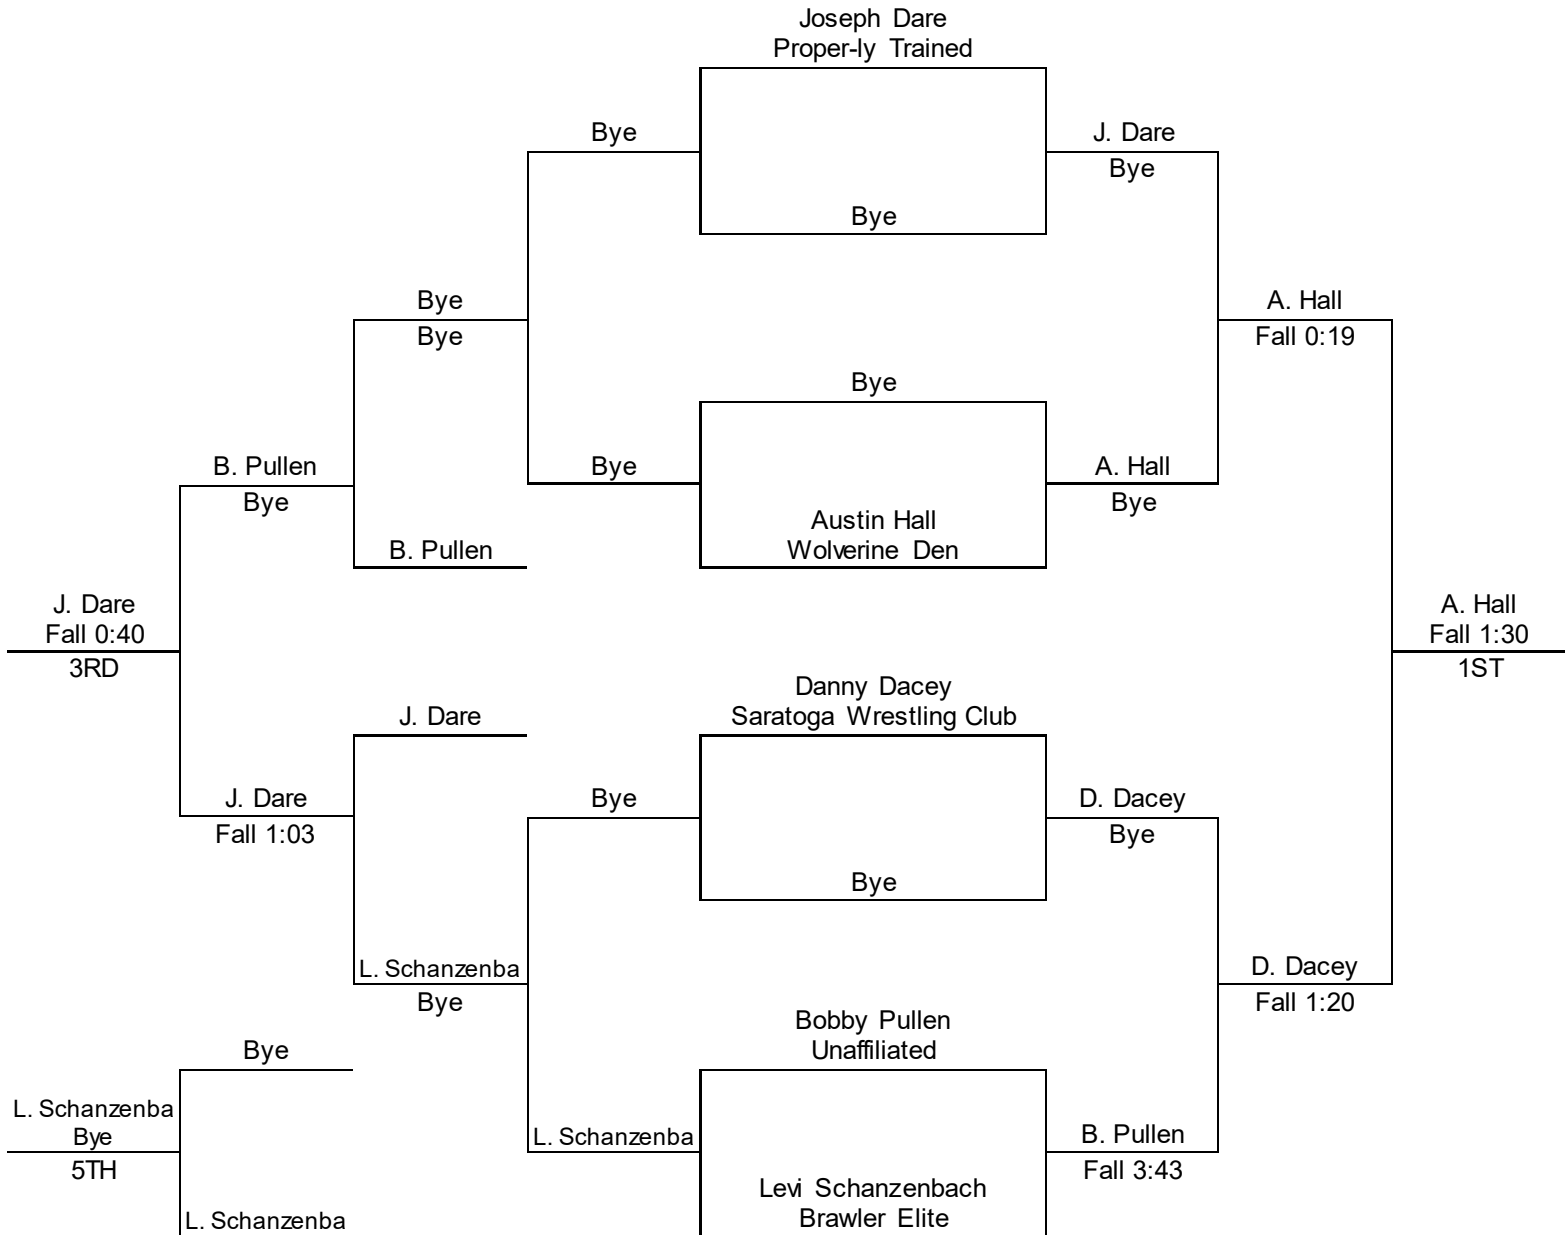 Joseph Dare
Proper-ly Trained
Bye
J. Dare
Bye
Bye
Bye
Bye
A. Hall
Fall 0:19
Bye
B. Pullen
Bye
Bye
A. Hall
Bye
Austin Hall
Wolverine Den
B. Pullen
J. Dare
Fall 0:40
3RD
A. Hall
Fall 1:30
1ST
Danny Dacey
Saratoga Wrestling Club
J. Dare
J. Dare
Fall 1:03
Bye
D. Dacey
Bye
Bye
L. Schanzenba
Bye
D. Dacey
Fall 1:20
Bobby Pullen
Unaffiliated
Bye
L. Schanzenba
Bye
5TH
L. Schanzenba
B. Pullen
Fall 3:43
Levi Schanzenbach
Brawler Elite
L. Schanzenba